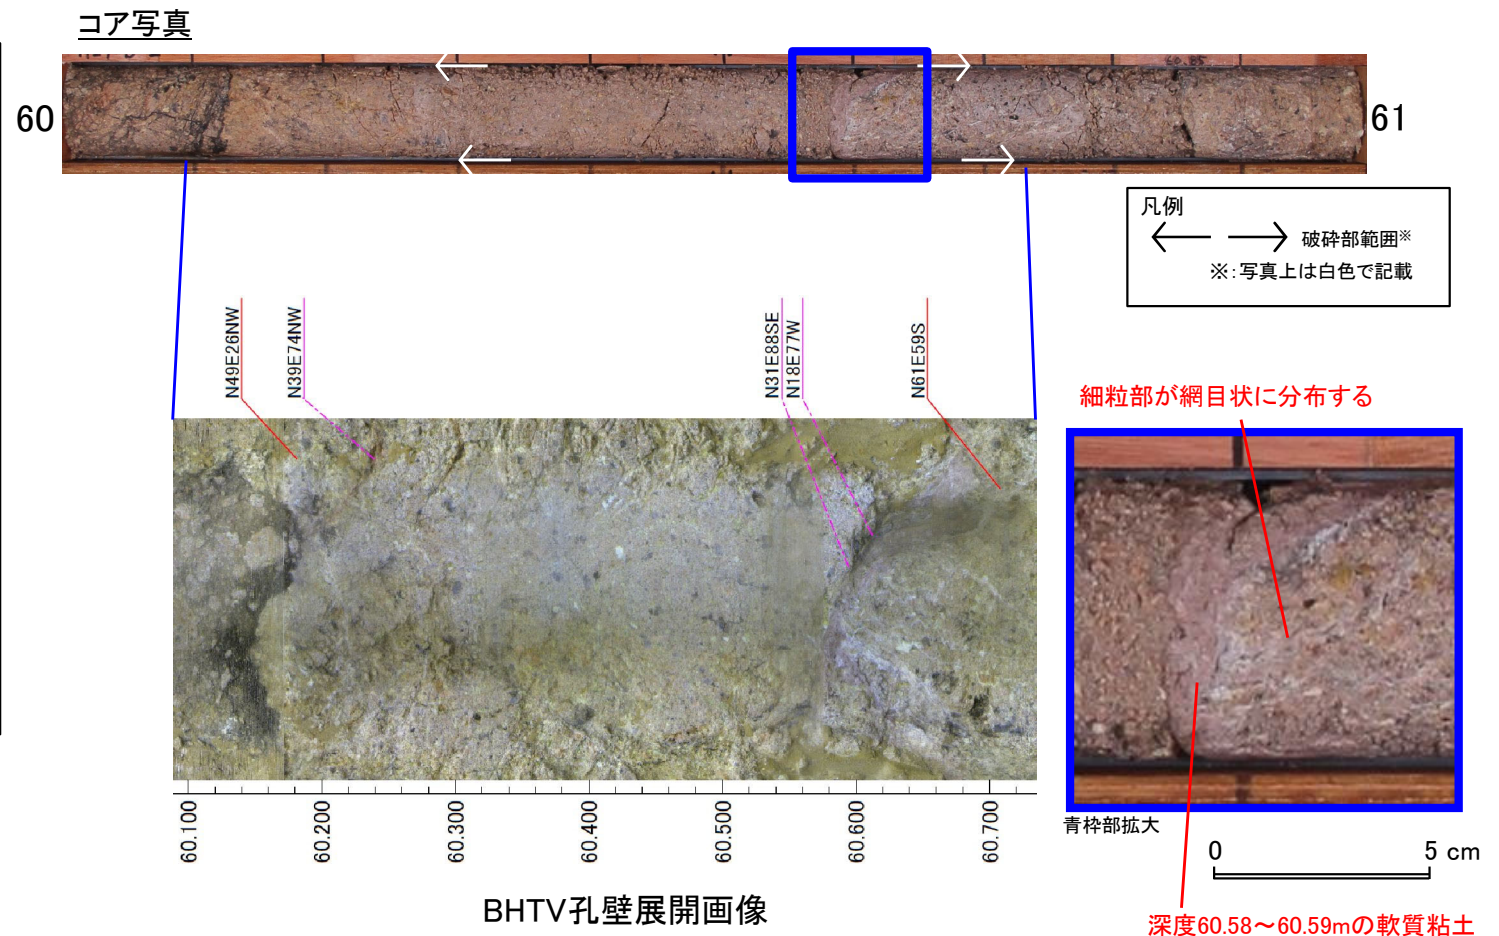 コア写真
60
61
凡例
破砕部範囲※
※:写真上は白色で記載
N49E26NW
N39E74NW
N31E88SE
N18E77W
N61E59S
細粒部が網目状に分布する
60.100
60.200
60.300
60.400
60.500
60.600
60.700
青枠部拡大
0
5 cm
BHTV孔壁展開画像
深度60.58～60.59mの軟質粘土